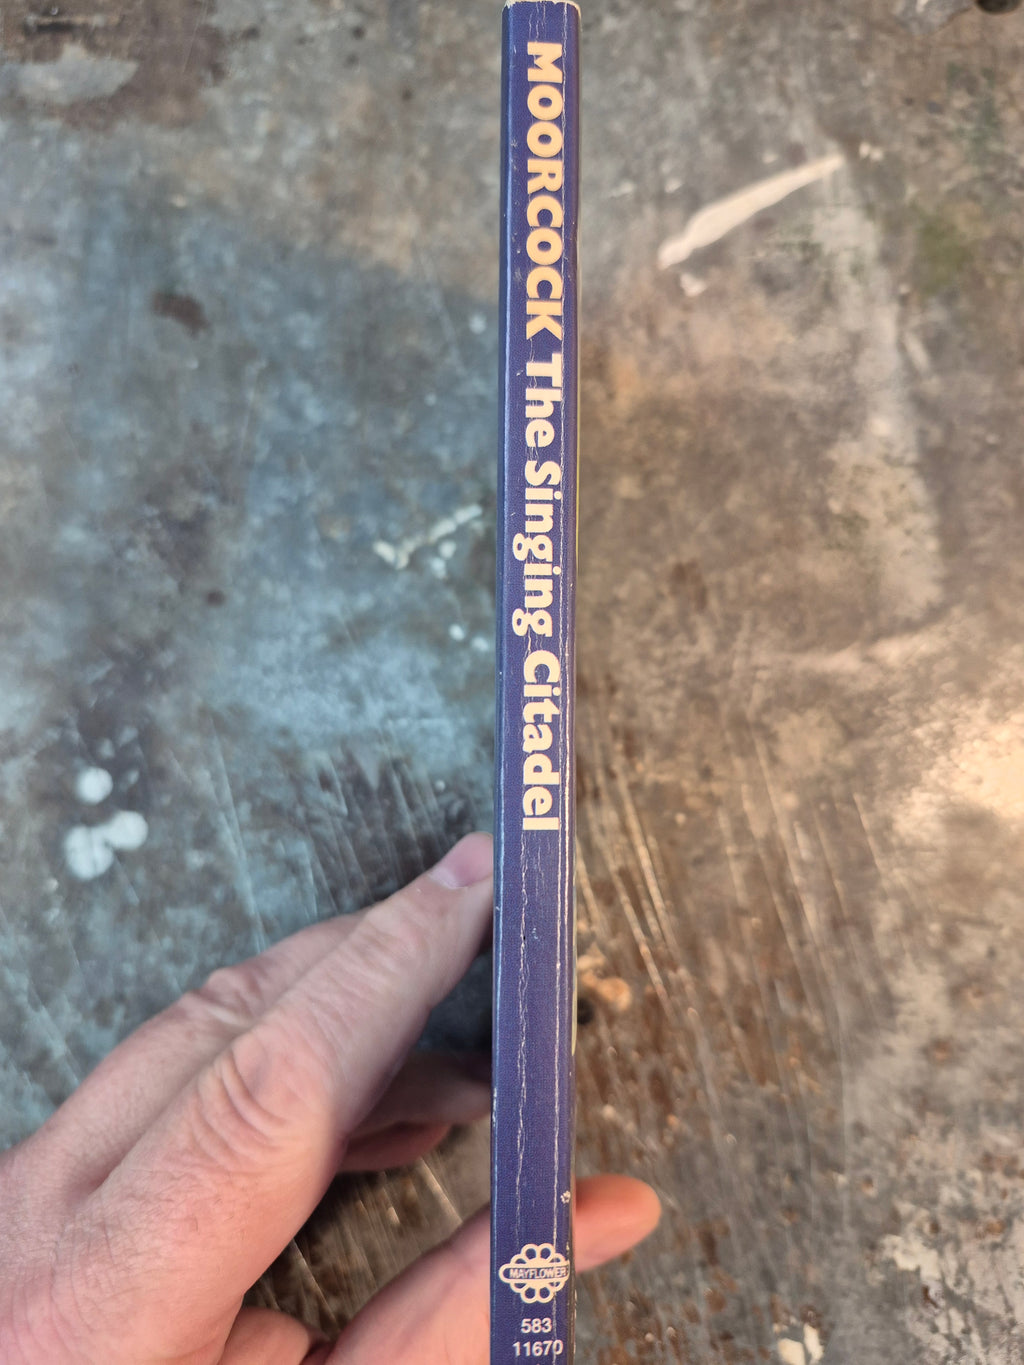 MOORCOCK The Singing Citadel
MAYFLOWER
583
11670